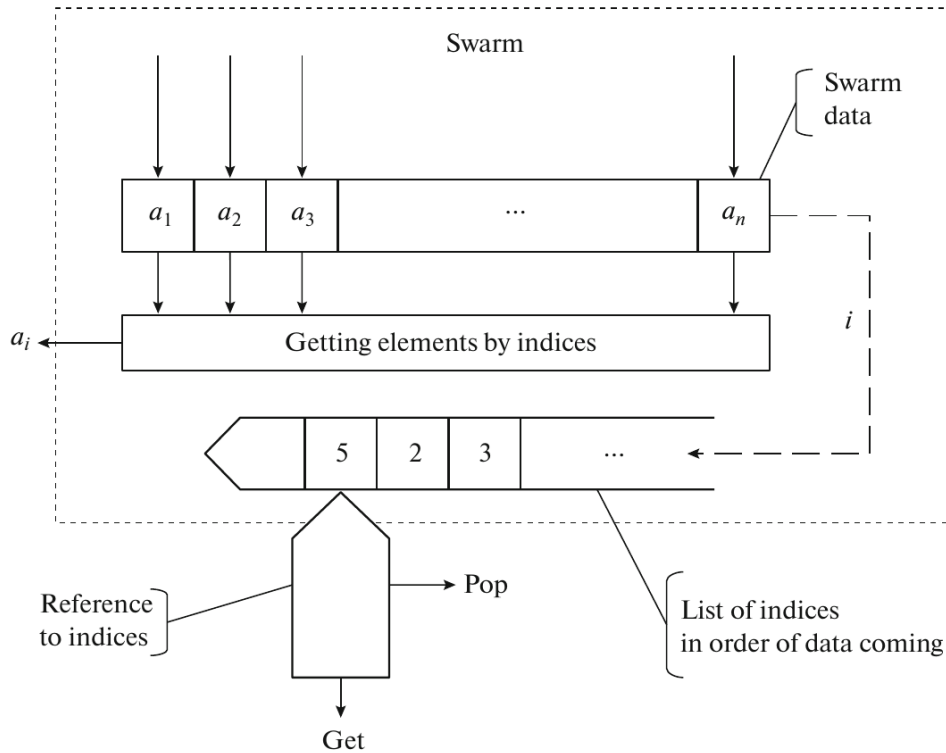 Swarm
Swarm
data
a₁ a₂ a₃ ... aₙ
i
aᵢ
Getting elements by indices
5 2 3 ...
Pop
Reference
to indices
List of indices
in order of data coming
Get